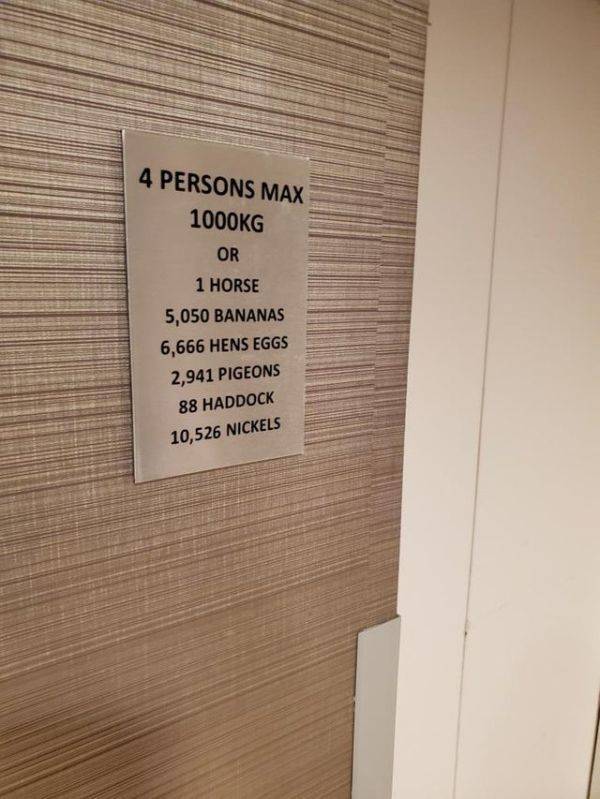 4 PERSONS MAX
1000KG
OR
1 HORSE
5,050 BANANAS
6,666 HENS EGGS
2,941 PIGEONS
88 HADDOCK
10,526 NICKELS